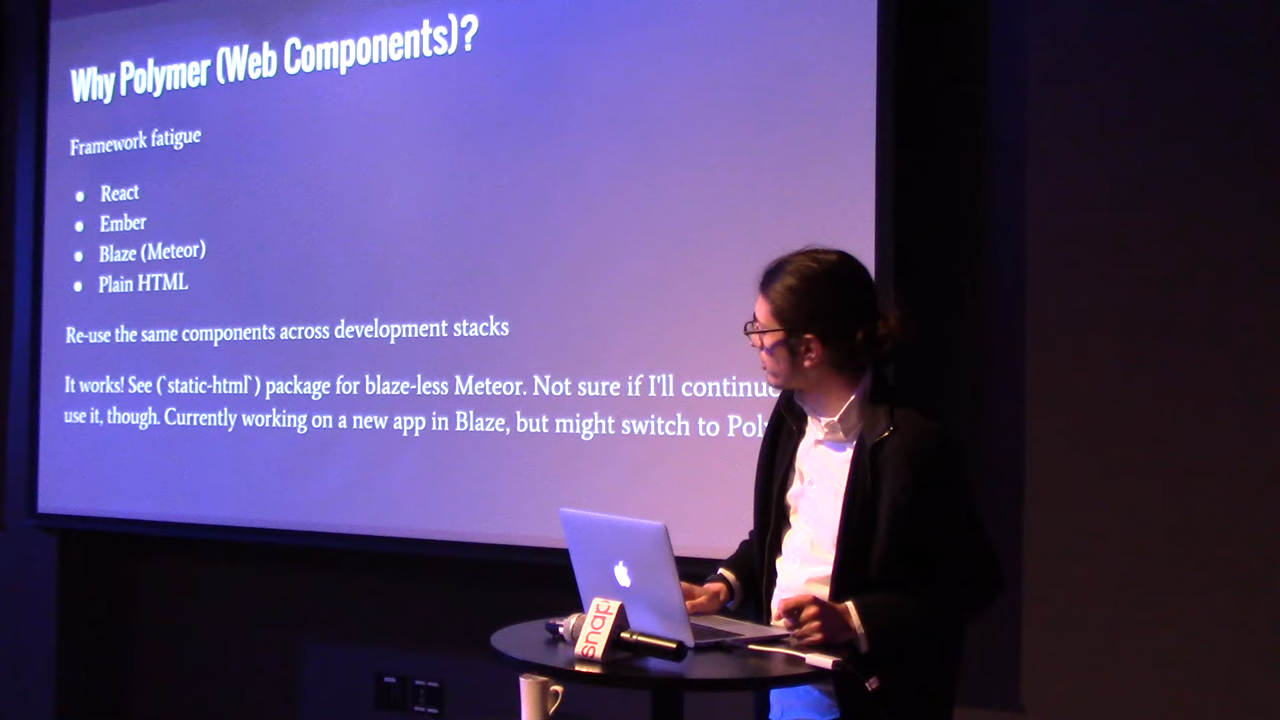 Why Polymer (Web Components)?
Framework fatigue
● React
● Ember
● Blaze (Meteor)
● Plain HTML
Re-use the same components across development stacks
It works! See (`static-html`) package for blaze-less Meteor. Not sure if I'll continue
use it, though. Currently working on a new app in Blaze, but might switch to
snap